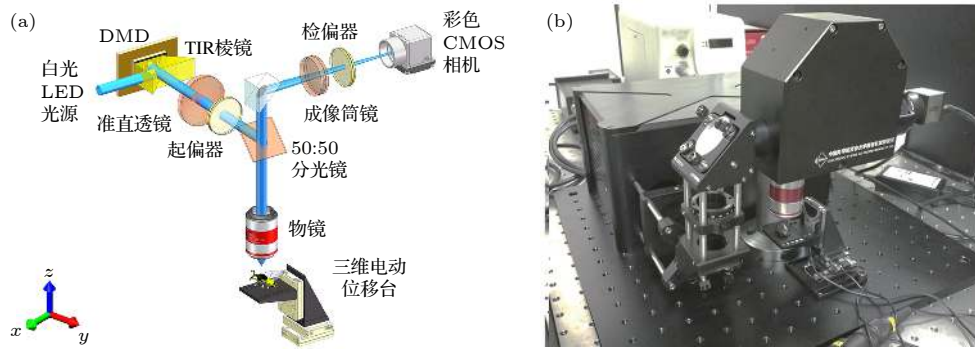 (a)
DMD
TIR棱镜
白光
LED
光源
准直透镜
起偏器
检偏器
彩色
CMOS
相机
成像筒镜
50:50
分光镜
物镜
三维电动
位移台
z
x
y
(b)